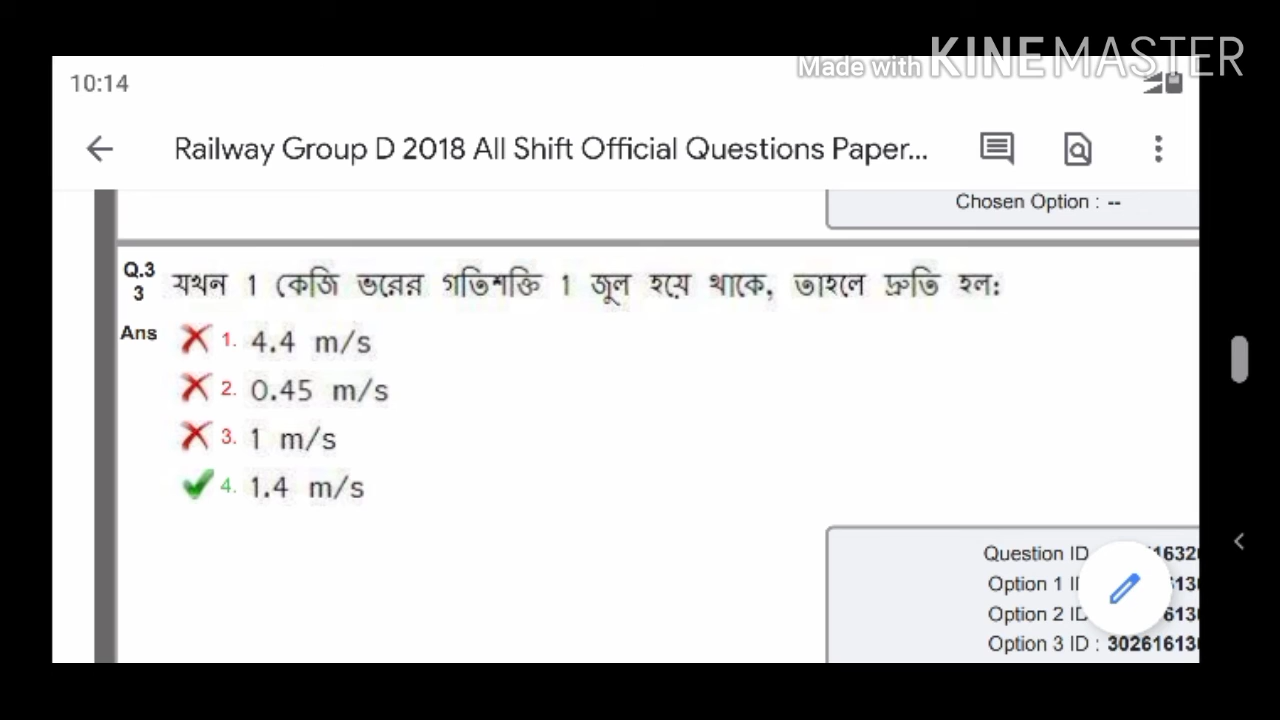 Made with KINEMASTER
10:14
Railway Group D 2018 All Shift Official Questions Paper...
Chosen Option : --
Q.3
3
যখন 1 কেজি ভরের গতিশক্তি 1 জুল হয়ে থাকে, তাহলে দ্রুতি হল:
Ans
1. 4.4 m/s
2. 0.45 m/s
3. 1 m/s
4. 1.4 m/s
Question ID
Option 1
Option 2
Option 3 ID : 30261613